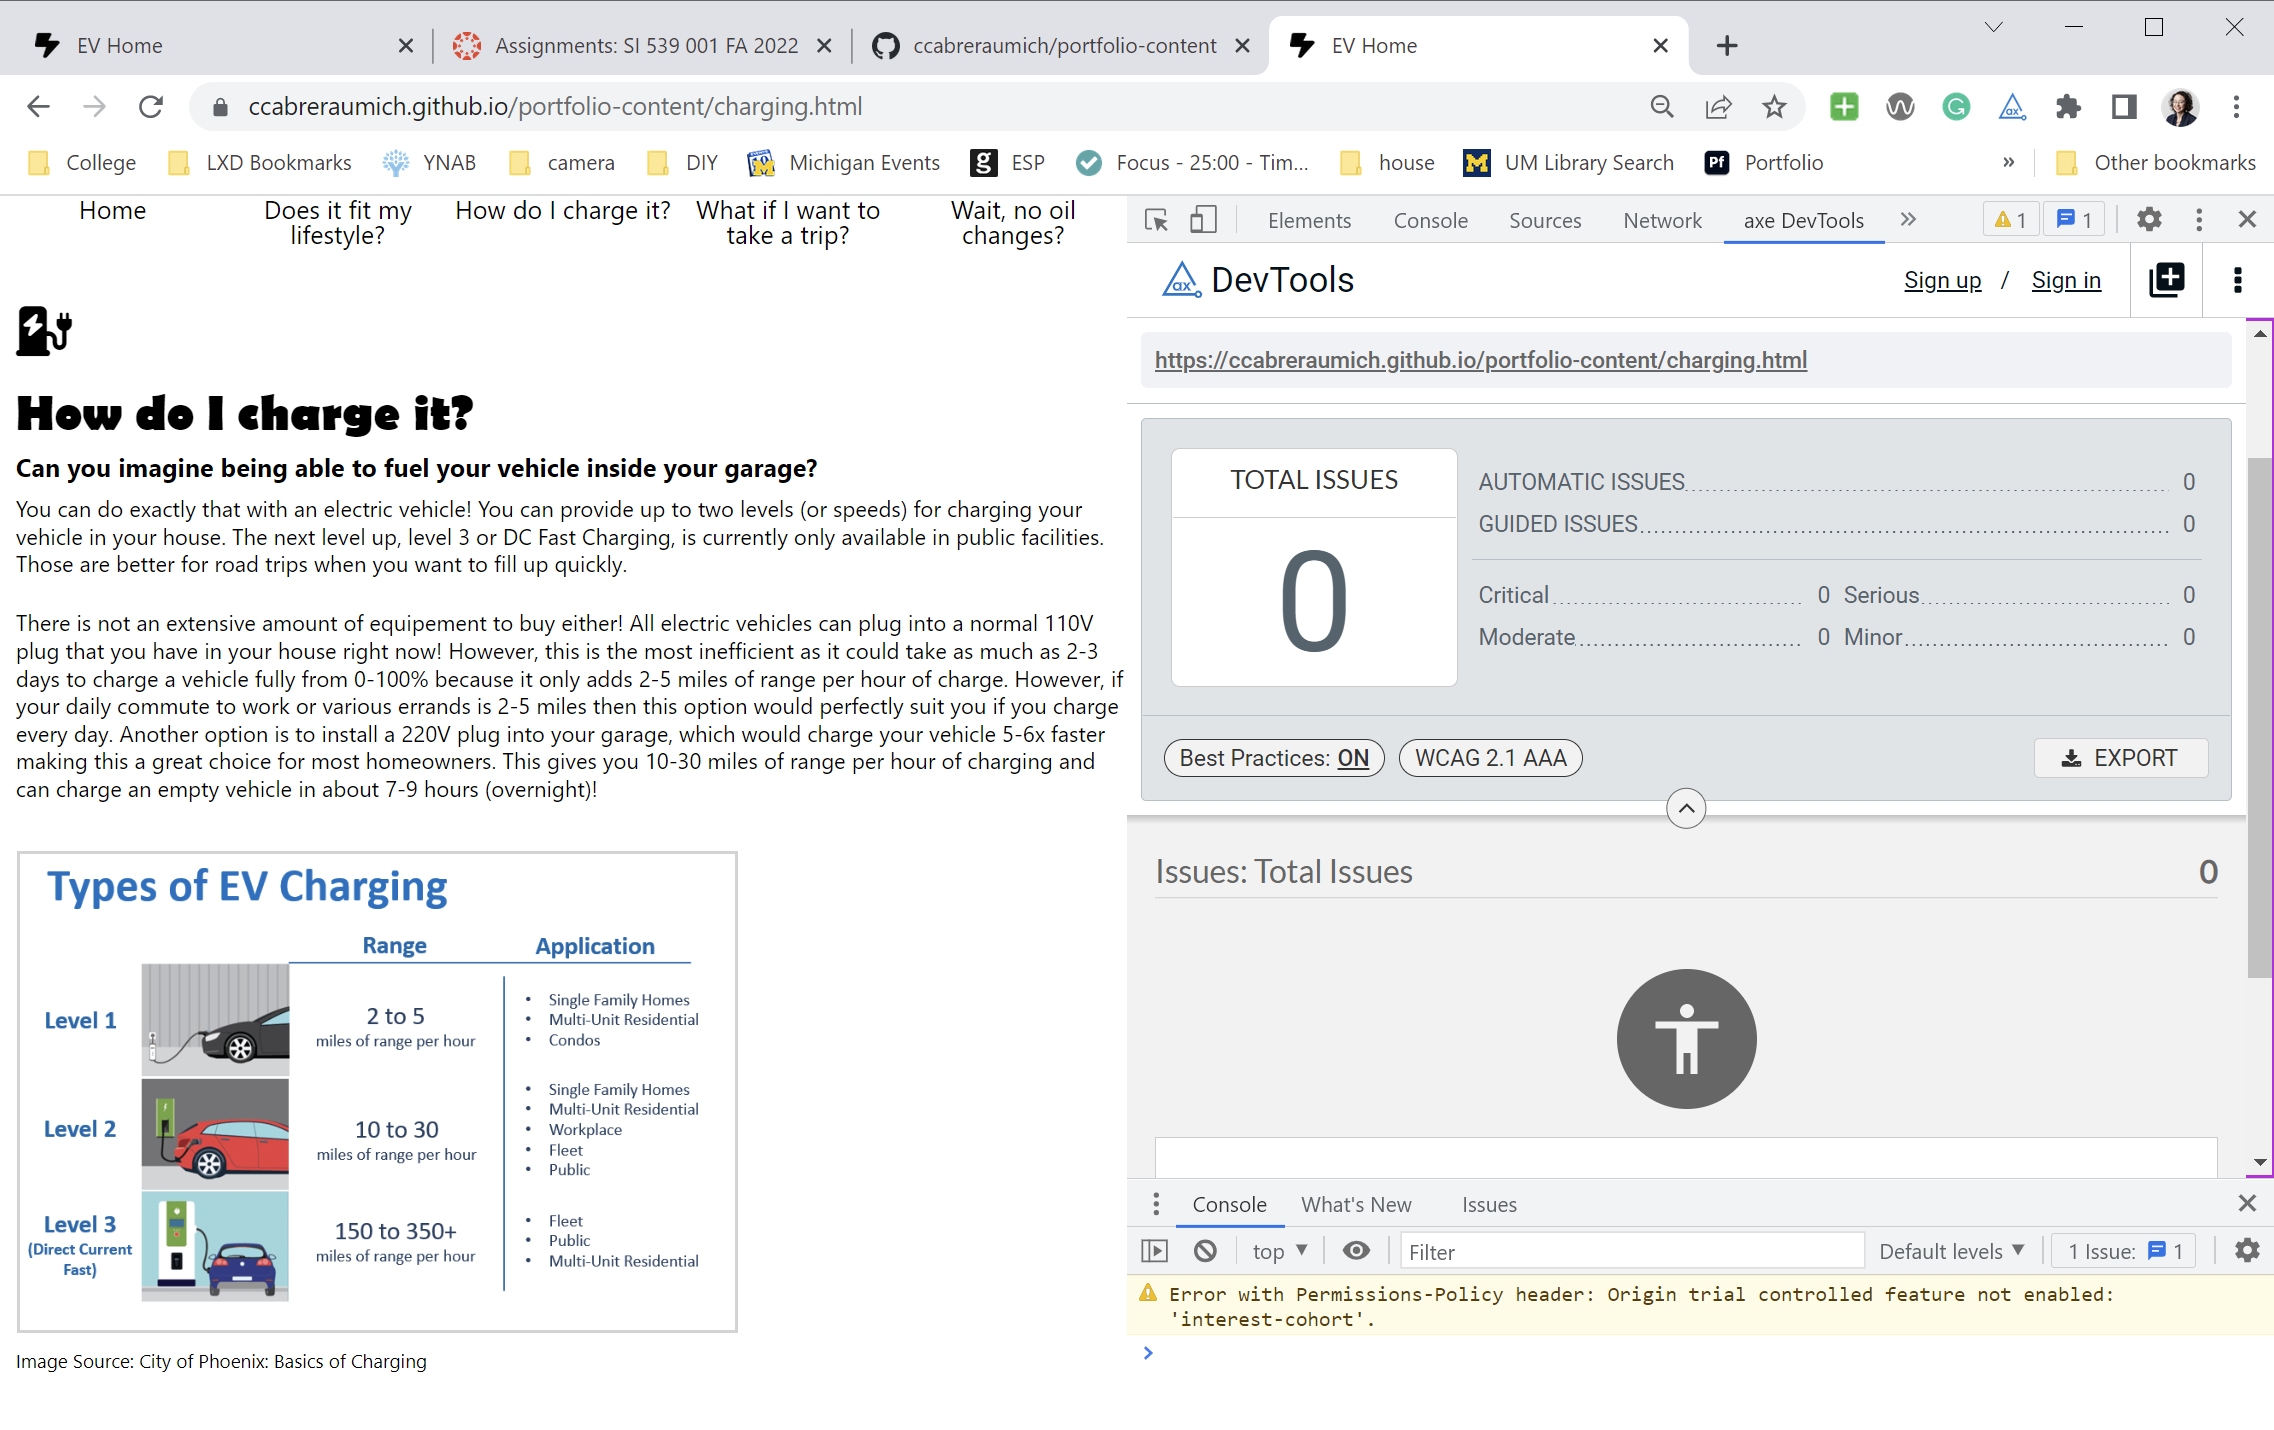 EV Home
Assignments: SI 539 001 FA 2022
ccabreraumich/portfolio-content
EV Home
ccabreraumich.github.io/portfolio-content/charging.html
College
LXD Bookmarks
YNAB
camera
DIY
Michigan Events
g
ESP
Focus - 25:00 - Tim...
house
M
UM Library Search
Pf
Portfolio
»
Other bookmarks
Home
Does it fit my
lifestyle?
How do I charge it?
What if I want to
take a trip?
Wait, no oil
changes?
How do I charge it?
Can you imagine being able to fuel your vehicle inside your garage?
You can do exactly that with an electric vehicle! You can provide up to two levels (or speeds) for charging your
vehicle in your house. The next level up, level 3 or DC Fast Charging, is currently only available in public facilities.
Those are better for road trips when you want to fill up quickly.
There is not an extensive amount of equipement to buy either! All electric vehicles can plug into a normal 110V
plug that you have in your house right now! However, this is the most inefficient as it could take as much as 2-3
days to charge a vehicle fully from 0-100% because it only adds 2-5 miles of range per hour of charge. However, if
your daily commute to work or various errands is 2-5 miles then this option would perfectly suit you if you charge
every day. Another option is to install a 220V plug into your garage, which would charge your vehicle 5-6x faster
making this a great choice for most homeowners. This gives you 10-30 miles of range per hour of charging and
can charge an empty vehicle in about 7-9 hours (overnight)!
Types of EV Charging
Range
Application
Level 1
2 to 5
miles of range per hour
• Single Family Homes
• Multi-Unit Residential
• Condos
Level 2
10 to 30
miles of range per hour
• Single Family Homes
• Multi-Unit Residential
• Workplace
• Fleet
• Public
Level 3
(Direct Current
Fast)
150 to 350+
miles of range per hour
• Fleet
• Public
• Multi-Unit Residential
Image Source: City of Phoenix: Basics of Charging
Elements
Console
Sources
Network
axe DevTools
»
1
1
ax
DevTools
Sign up / Sign in
https://ccabreraumich.github.io/portfolio-content/charging.html
TOTAL ISSUES
0
AUTOMATIC ISSUES 0
GUIDED ISSUES 0
Critical 0 Serious 0
Moderate 0 Minor 0
Best Practices: ON
WCAG 2.1 AAA
EXPORT
Issues: Total Issues 0
Console
What's New
Issues
top
Filter
Default levels
1 Issue: 1
Error with Permissions-Policy header: Origin trial controlled feature not enabled:
'interest-cohort'.